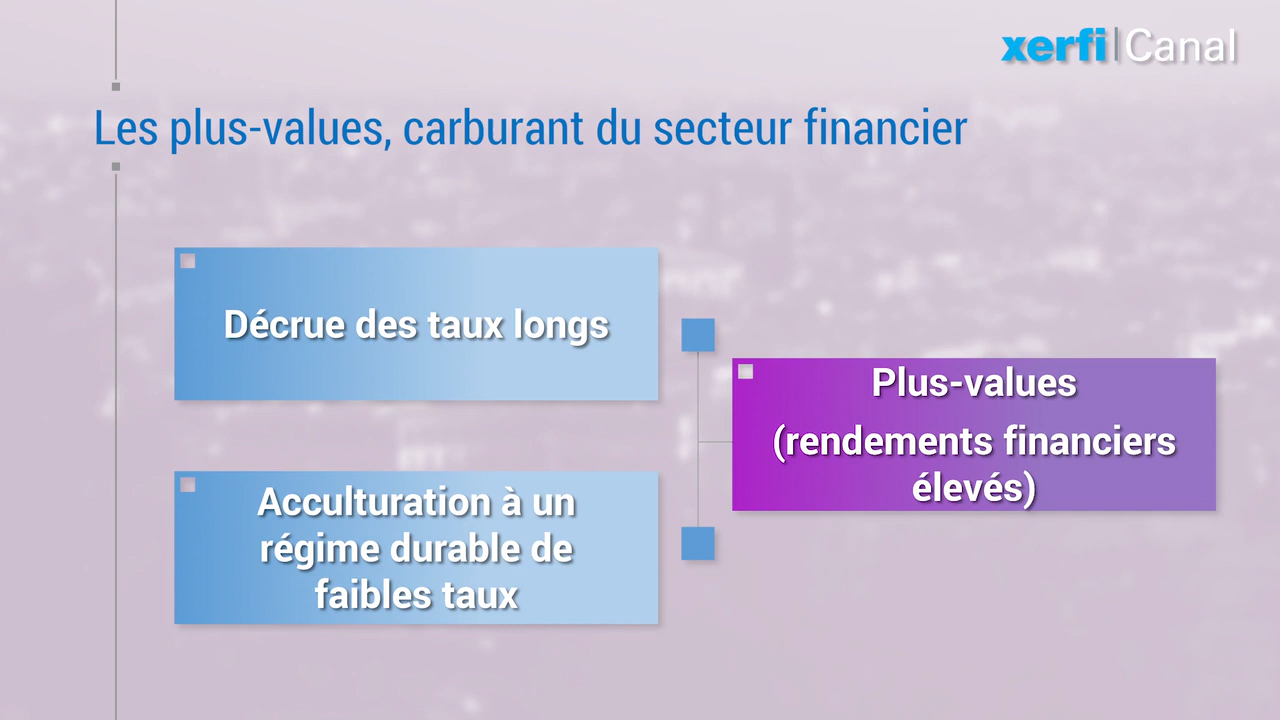 xerfi Canal
Les plus-values, carburant du secteur financier
Décrue des taux longs
Acculturation à un
régime durable de
faibles taux
Plus-values
(rendements financiers
élevés)